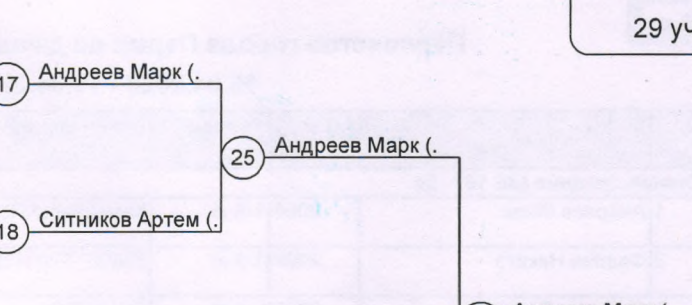 29 уч
17 Андреев Марк (.
25 Андреев Марк (.
18 Ситников Артем (.